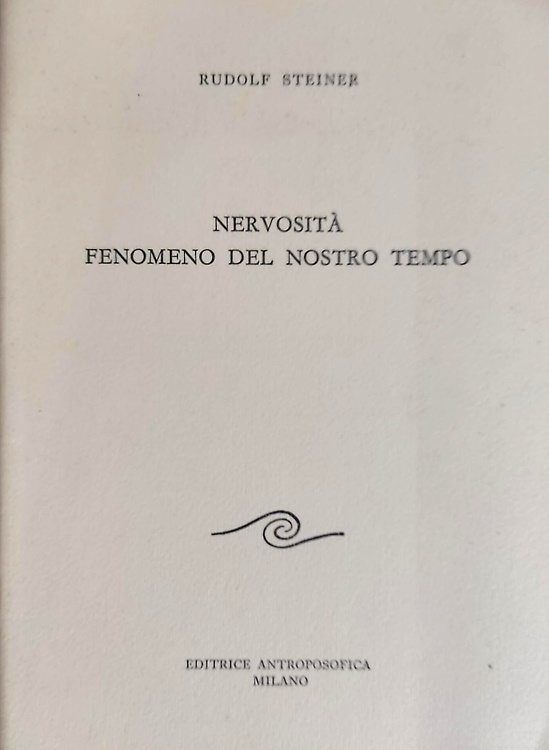 RUDOLF STEINER
NERVOSITÀ
FENOMENO DEL NOSTRO TEMPO
EDITRICE ANTROPOSOFICA
MILANO